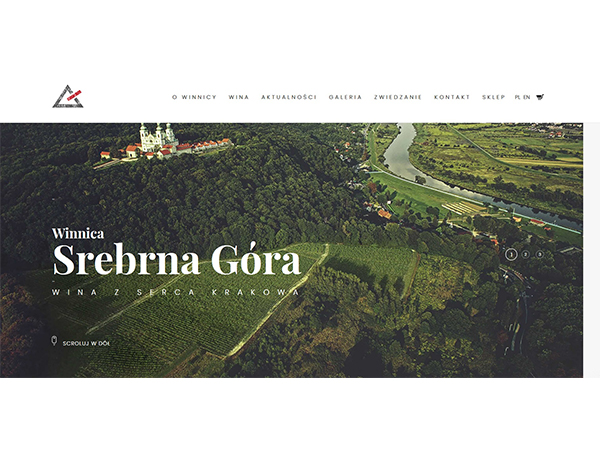 O WINNICY WINA AKTUALNOŚCI GALERIA ZWIEDZANIE KONTAKT SKLEP PL EN
Winnica
Srebrna Góra
WINA Z SERCA KRAKOWA
1 2 3
SCROLUJ W DÓŁ